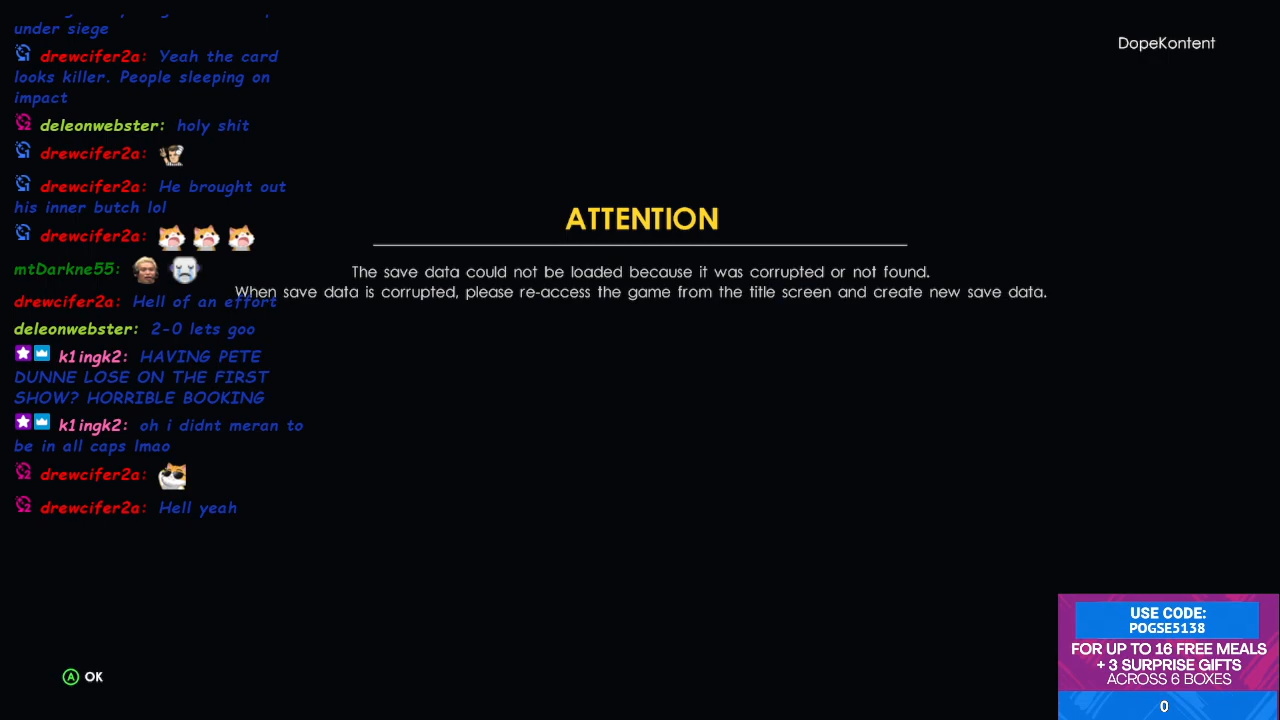 under siege
drewcifer2a: Yeah the card
looks killer. People sleeping on
impact
deleonwebster: holy shit
drewcifer2a:
drewcifer2a: He brought out
his inner butch lol
drewcifer2a:
mtDarkne55:
drewcifer2a: Hell of an effort
deleonwebster: 2-0 lets goo
k1ingk2: HAVING PETE
DUNNE LOSE ON THE FIRST
SHOW? HORRIBLE BOOKING
k1ingk2: oh i didnt meran to
be in all caps lmao
drewcifer2a:
drewcifer2a: Hell yeah
DopeKontent
ATTENTION
The save data could not be loaded because it was corrupted or not found.
When save data is corrupted, please re-access the game from the title screen and create new save data.
A OK
USE CODE:
POGSE5138
FOR UP TO 16 FREE MEALS
+ 3 SURPRISE GIFTS
ACROSS 6 BOXES
0